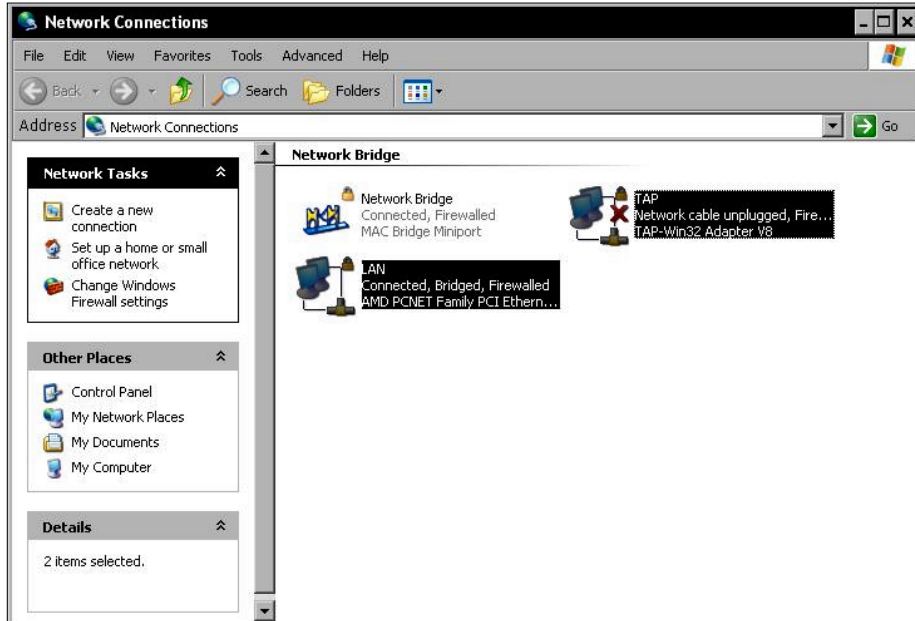 Network Connections
File Edit View Favorites Tools Advanced Help
Back Search Folders
Address Network Connections Go
Network Tasks
Create a new
connection
Set up a home or small
office network
Change Windows
Firewall settings
Other Places
Control Panel
My Network Places
My Documents
My Computer
Details
2 items selected.
Network Bridge
Network Bridge
Connected, Firewalled
MAC Bridge Miniport
TAP
Network cable unplugged, Fire...
TAP-Win32 Adapter V8
LAN
Connected, Bridged, Firewalled
AMD PCNET Family PCI Ethern...